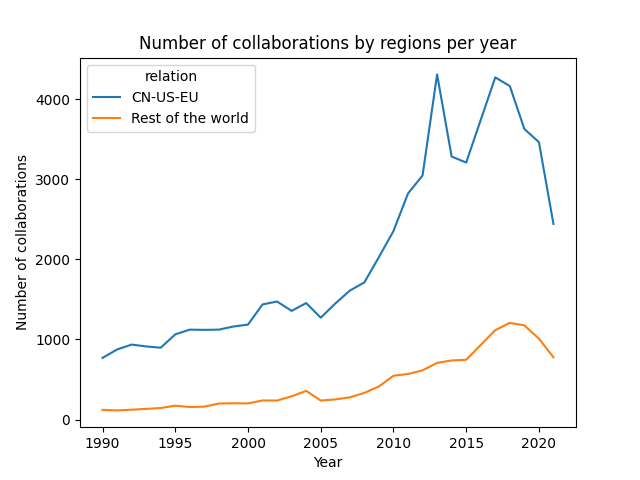 Number of collaborations by regions per year
relation
CN-US-EU
Rest of the world
Number of collaborations
4000
3000
2000
1000
0
1990 1995 2000 2005 2010 2015 2020
Year